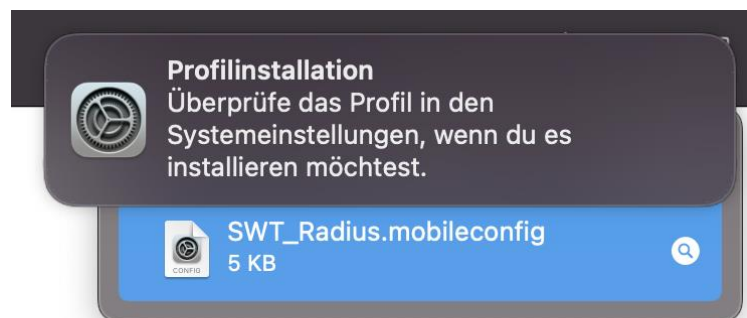 Profilinstallation
Überprüfe das Profil in den
Systemeinstellungen, wenn du es
installieren möchtest.
SWT_Radius.mobileconfig
5 KB
CONFIG